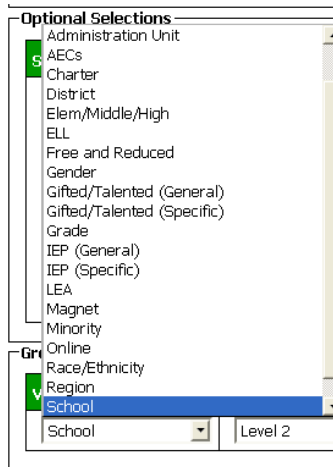 Optional Selections
Administration Unit
S
AECs
Charter
District
Elem/Middle/High
ELL
Free and Reduced
Gender
Gifted/Talented (General)
Gifted/Talented (Specific)
Grade
IEP (General)
IEP (Specific)
LEA
Magnet
Minority
Online
Gr
Race/Ethnicity
Region
V
School
School
Level 2